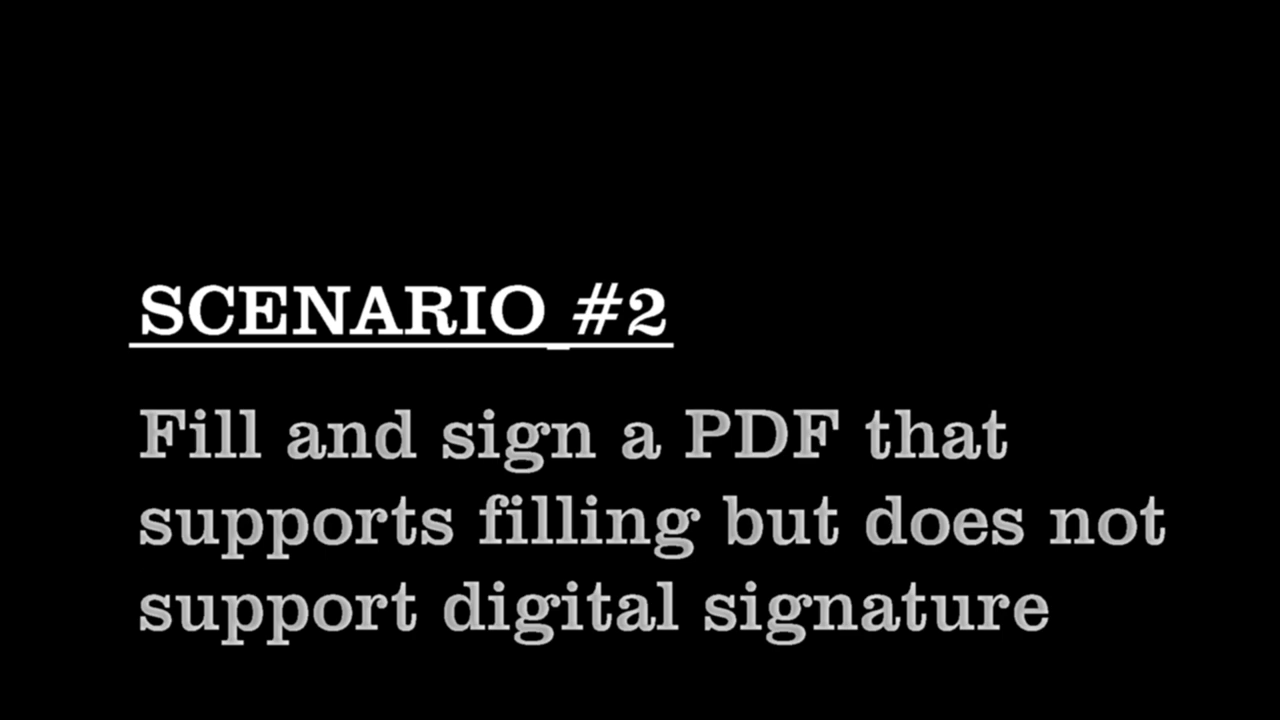 SCENARIO #2
Fill and sign a PDF that
supports filling but does not
support digital signature